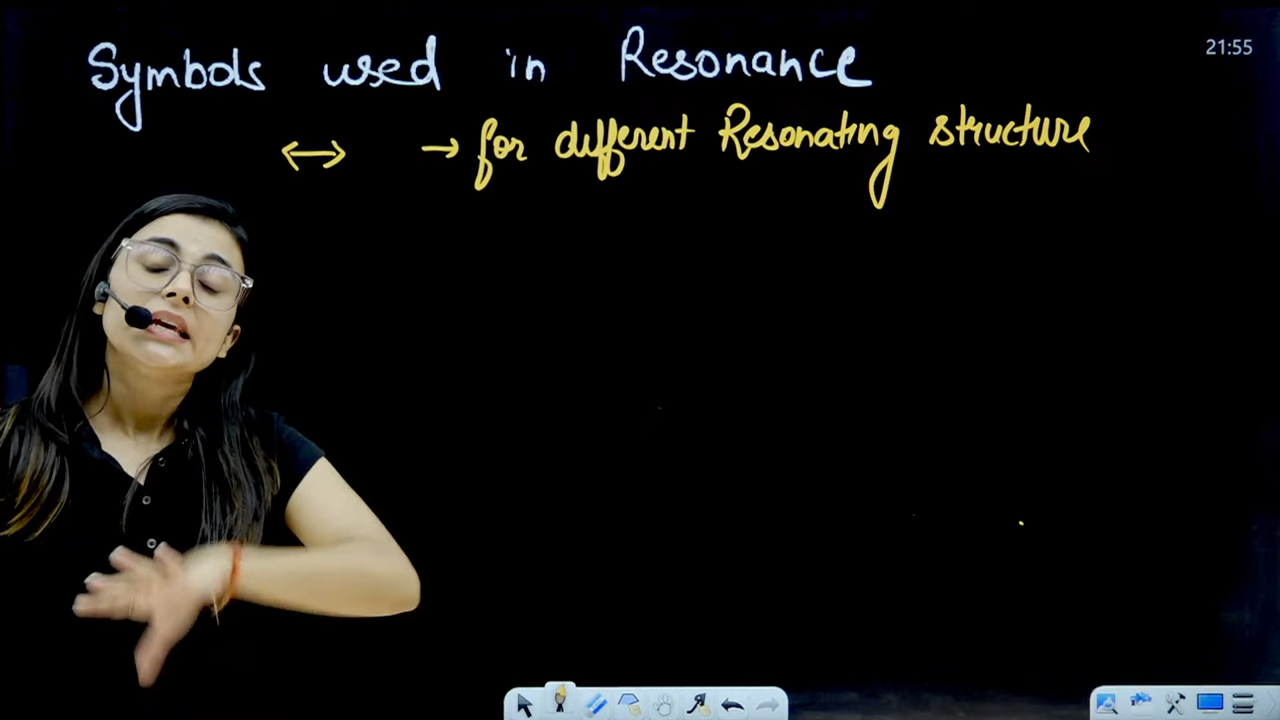 Symbols used in Resonance
21:55
↔ → for different Resonating structure